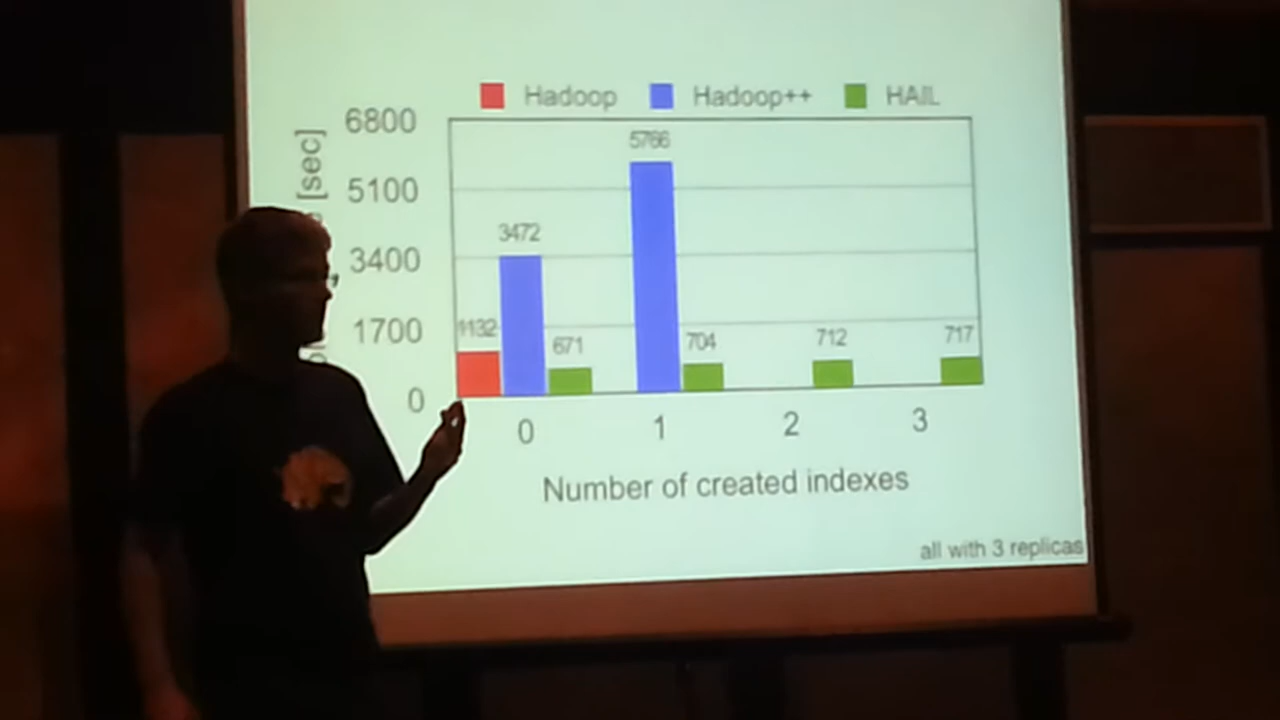 Hadoop Hadoop++ HAIL
6800
5100
3400
1700
0
[sec]
5766
3472
1132
671
704
712
717
0 1 2 3
Number of created indexes
all with 3 replicas